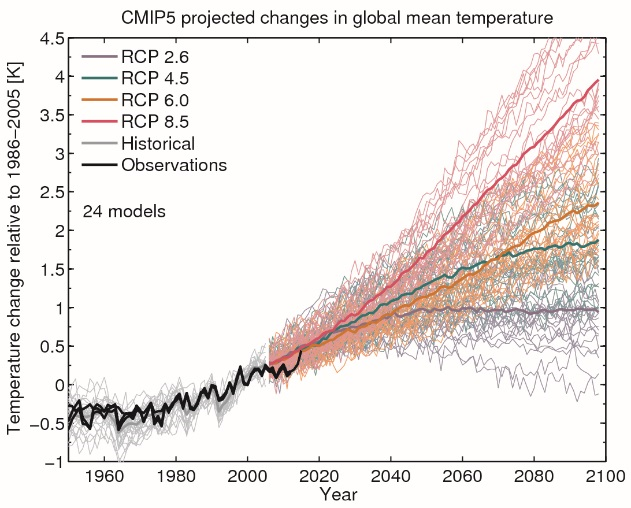 CMIP5 projected changes in global mean temperature
Temperature change relative to 1986–2005 [K]
4.5
4
3.5
3
2.5
2
1.5
1
0.5
0
−0.5
−1
RCP 2.6
RCP 4.5
RCP 6.0
RCP 8.5
Historical
Observations
24 models
1960 1980 2000 2020 2040 2060 2080 2100
Year